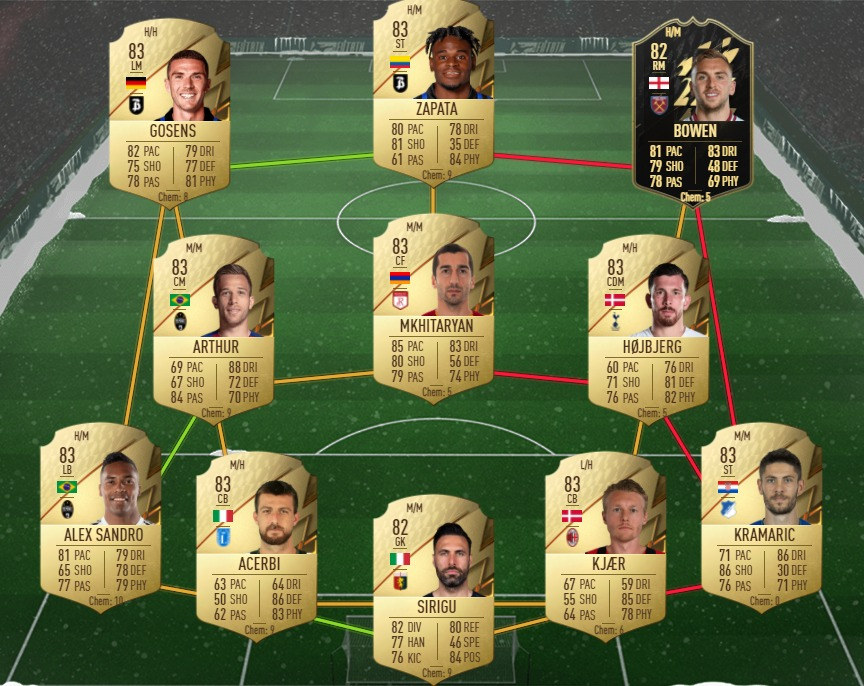 H/H
83
LM
GOSENS
82 PAC 79 DRI
75 SHO 77 DEF
78 PAS 81 PHY
Chem: 8
H/M
83
ST
ZAPATA
80 PAC 78 DRI
81 SHO 35 DEF
61 PAS 84 PHY
Chem: 9
H/M
82
RM
BOWEN
81 PAC 83 DRI
79 SHO 48 DEF
78 PAS 69 PHY
Chem: 5
M/M
83
CM
ARTHUR
69 PAC 88 DRI
67 SHO 72 DEF
84 PAS 70 PHY
Chem: 9
M/M
83
CF
MKHITARYAN
85 PAC 83 DRI
80 SHO 56 DEF
79 PAS 74 PHY
Chem: 5
M/H
83
CDM
HØJBJERG
60 PAC 76 DRI
71 SHO 81 DEF
76 PAS 82 PHY
Chem: 5
H/M
83
LB
ALEX SANDRO
81 PAC 79 DRI
65 SHO 78 DEF
77 PAS 79 PHY
Chem: 10
M/H
83
CB
ACERBI
63 PAC 64 DRI
50 SHO 86 DEF
62 PAS 83 PHY
Chem: 9
M/M
82
GK
SIRIGU
82 DIV 80 REF
77 HAN 46 SPE
76 KIC 84 POS
Chem: 9
L/H
83
CB
KJÆR
67 PAC 59 DRI
55 SHO 85 DEF
64 PAS 78 PHY
Chem: 6
M/M
83
ST
KRAMARIC
71 PAC 86 DRI
86 SHO 30 DEF
76 PAS 71 PHY
Chem: 0